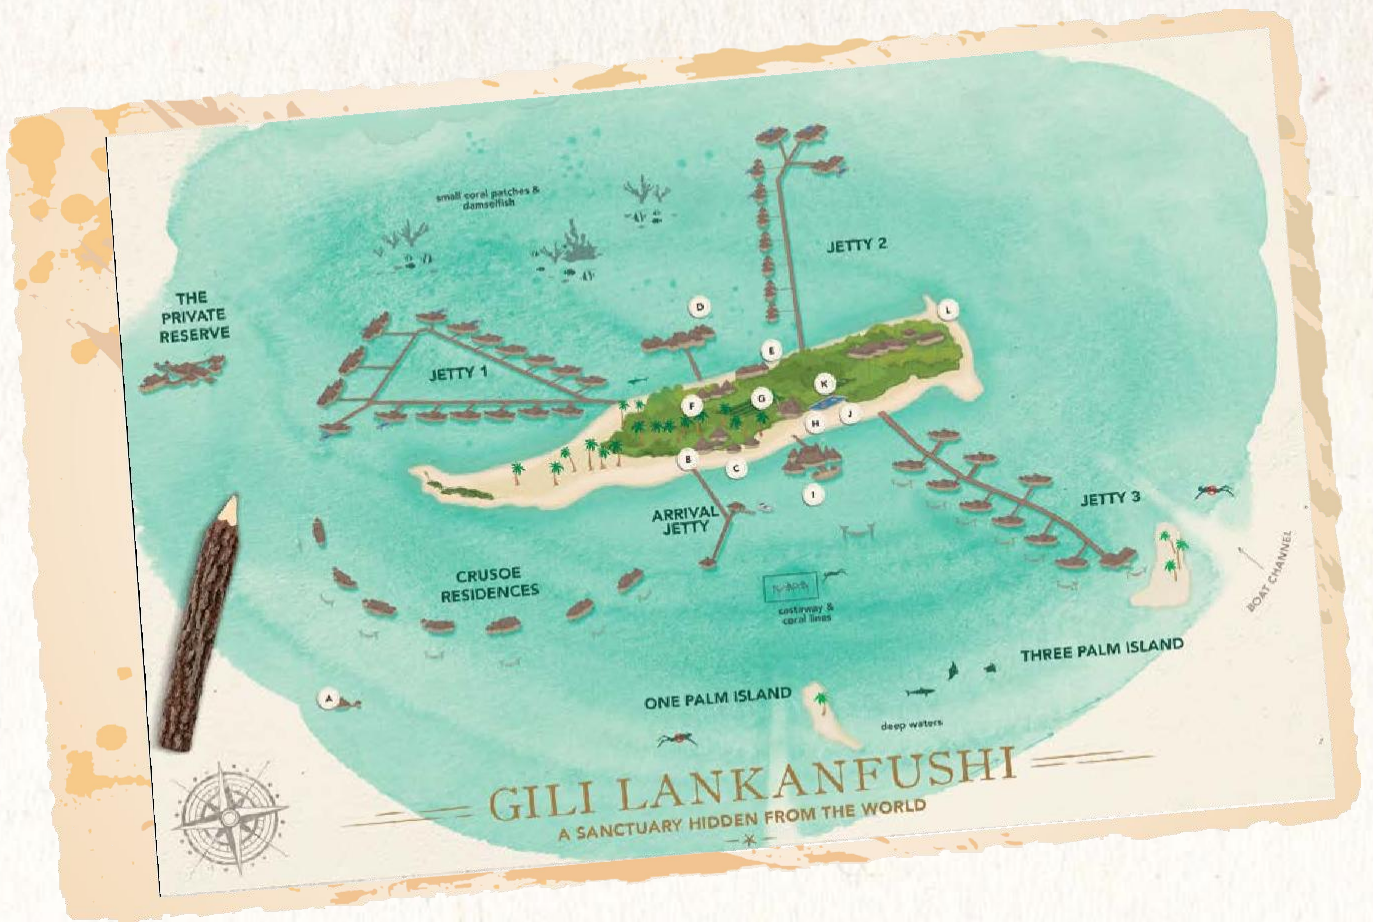 small coral patches &
damselfish
JETTY 2
THE
PRIVATE
RESERVE
D
L
E
JETTY 1
K
G
F
J
H
B
C
I
JETTY 3
ARRIVAL
JETTY
BOAT CHANNEL
CRUSOE
RESIDENCES
castaway &
coral lines
THREE PALM ISLAND
A
ONE PALM ISLAND
deep waters
GILI LANKANFUSHI
A SANCTUARY HIDDEN FROM THE WORLD